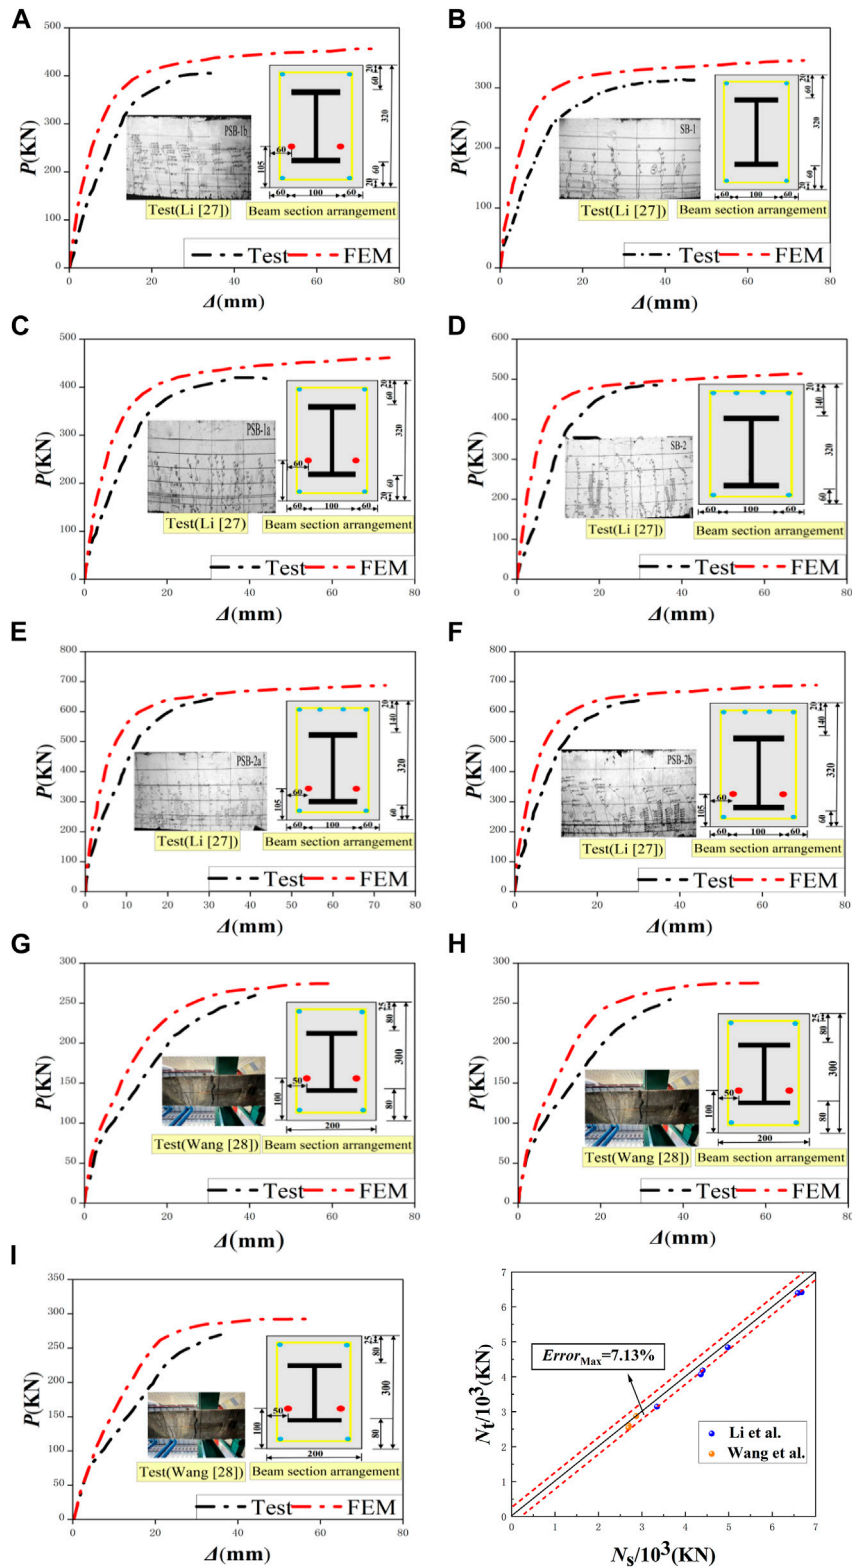 A
500
400
300
200
100
0
P(KN)
PSB-1b
20
60
320
60
105
60
20
60 100 60
Test(Li [27])
Beam section arrangement
Test FEM
0 20 40 60 80
Δ(mm)
B
400
300
200
100
0
P(KN)
SB-1
20
60
320
60
20
60 100 60
Test(Li [27])
Beam section arrangement
Test FEM
0 20 40 60 80
Δ(mm)
C
500
400
300
200
100
0
P(KN)
PSB-1a
20
60
320
60
60
20
60 100 60
Test(Li [27)
Beam section arrangement
Test FEM
0 20 40 60 80
Δ(mm)
D
600
500
400
300
200
100
0
P(KN)
SB-2
20
140
320
60
60 100 60
Test(Li [27])
Beam section arrangement
Test FEM
0 20 40 60 80
Δ(mm)
E
800
700
600
500
400
300
200
100
0
P(KN)
PSB-2a
20
140
320
60
105
60
60 100 60
Test(Li [27])
Beam section arrangement
Test FEM
0 10 20 30 40 50 60 70 80
Δ(mm)
F
800
700
600
500
400
300
200
100
0
P(KN)
PSB-2b
20
140
320
60
105
60
60 100 60
Test(Li [27])
Beam section arrangement
Test FEM
0 20 40 60 80
Δ(mm)
G
300
250
200
150
100
50
0
P(KN)
25
80
300
50
100
80
200
Test(Wang [28])
Beam section arrangement
Test FEM
0 20 40 60 80
Δ(mm)
H
300
250
200
150
100
50
0
P(KN)
25
80
300
50
100
80
200
Test(Wang [28])
Beam section arrangement
Test FEM
0 20 40 60 80
Δ(mm)
I
350
300
250
200
150
100
50
0
P(KN)
25
80
300
50
100
80
200
Test(Wang [28])
Beam section arrangement
Test FEM
0 20 40 60 80
Δ(mm)
7
6
5
4
3
2
1
0
Nt/10³(KN)
ErrorMax=7.13%
Li et al.
Wang et al.
0 1 2 3 4 5 6 7
Ns/10³(KN)